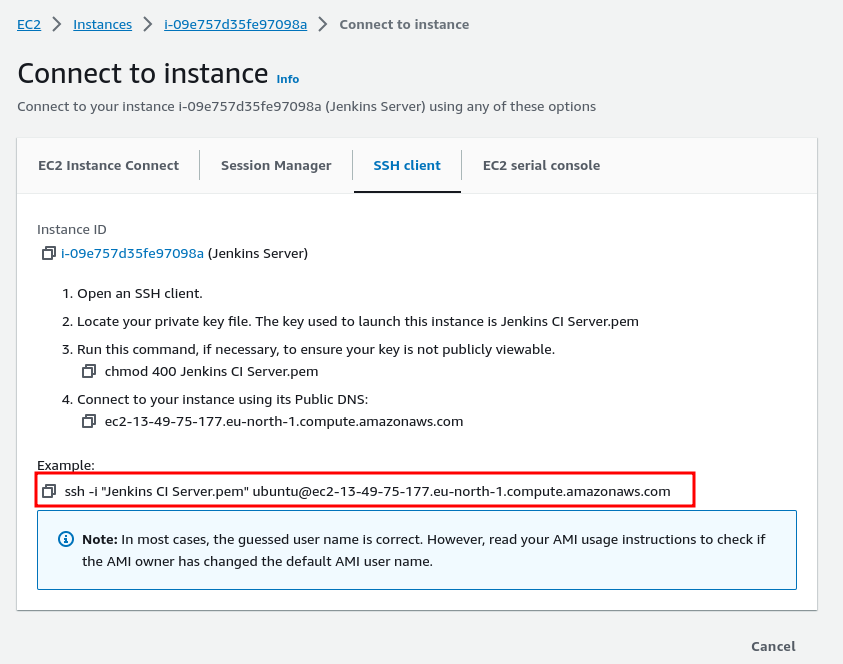 EC2 > Instances > i-09e757d35fe97098a > Connect to instance
Connect to instance Info
Connect to your instance i-09e757d35fe97098a (Jenkins Server) using any of these options
EC2 Instance Connect
Session Manager
SSH client
EC2 serial console
Instance ID
i-09e757d35fe97098a (Jenkins Server)
1. Open an SSH client.
2. Locate your private key file. The key used to launch this instance is Jenkins CI Server.pem
3. Run this command, if necessary, to ensure your key is not publicly viewable.
chmod 400 Jenkins CI Server.pem
4. Connect to your instance using its Public DNS:
ec2-13-49-75-177.eu-north-1.compute.amazonaws.com
Example:
ssh -i "Jenkins CI Server.pem" ubuntu@ec2-13-49-75-177.eu-north-1.compute.amazonaws.com
Note: In most cases, the guessed user name is correct. However, read your AMI usage instructions to check if
the AMI owner has changed the default AMI user name.
Cancel